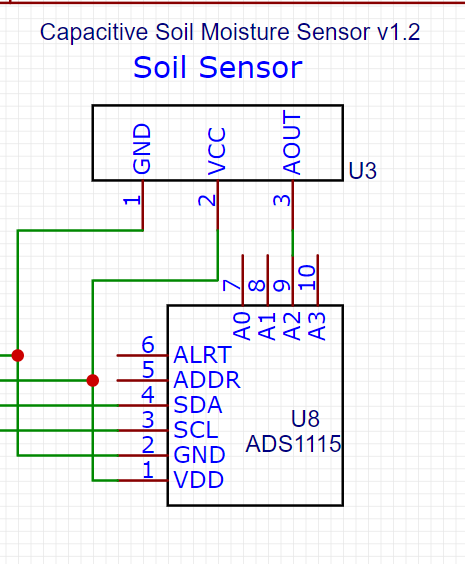 Capacitive Soil Moisture Sensor v1.2
Soil Sensor
GND
VCC
AOUT
U3
1
2
3
7
8
9
10
A0
A1
A2
A3
6 ALRT
5 ADDR
4 SDA
3 SCL
2 GND
1 VDD
U8
ADS1115